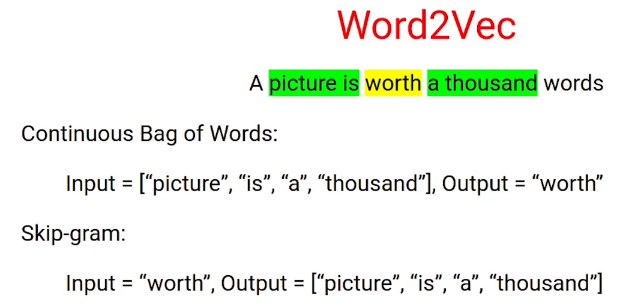 Word2Vec
A picture is worth a thousand words
Continuous Bag of Words:
Input = [“picture”, “is”, “a”, “thousand”], Output = “worth”
Skip-gram:
Input = “worth”, Output = [“picture”, “is”, “a”, “thousand”]